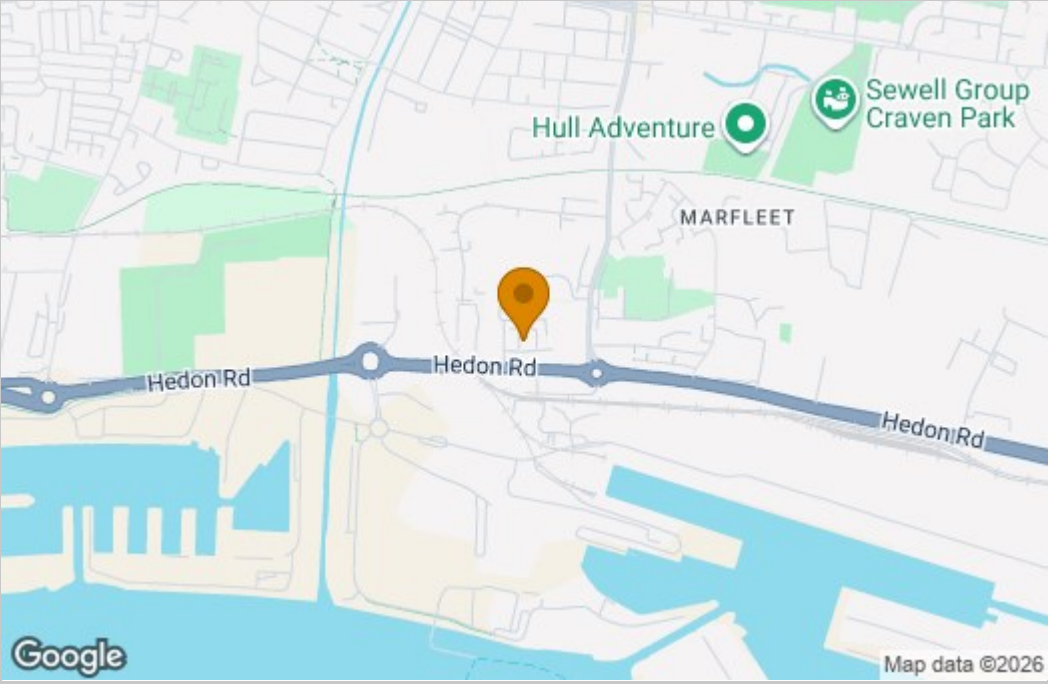 Sewell Group
Craven Park
Hull Adventure
MARFLEET
Hedon Rd
Hedon Rd
Hedon Rd
Google
Map data ©2026